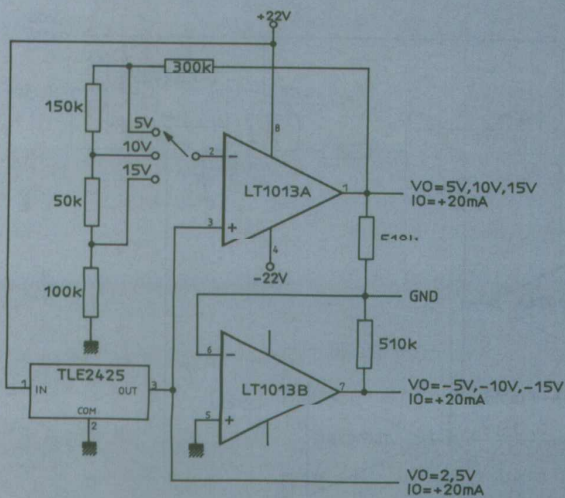 +22V
300k
150k
5V
10V
15V
50k
100k
2
3
8
1
4
LT1013A
-22V
VO=5V,10V,15V
IO=+20mA
GND
510k
6
5
7
LT1013B
VO=-5V,-10V,-15V
IO=+20mA
TLE2425
1
IN
OUT
3
COM
2
VO=2,5V
IO=+20mA